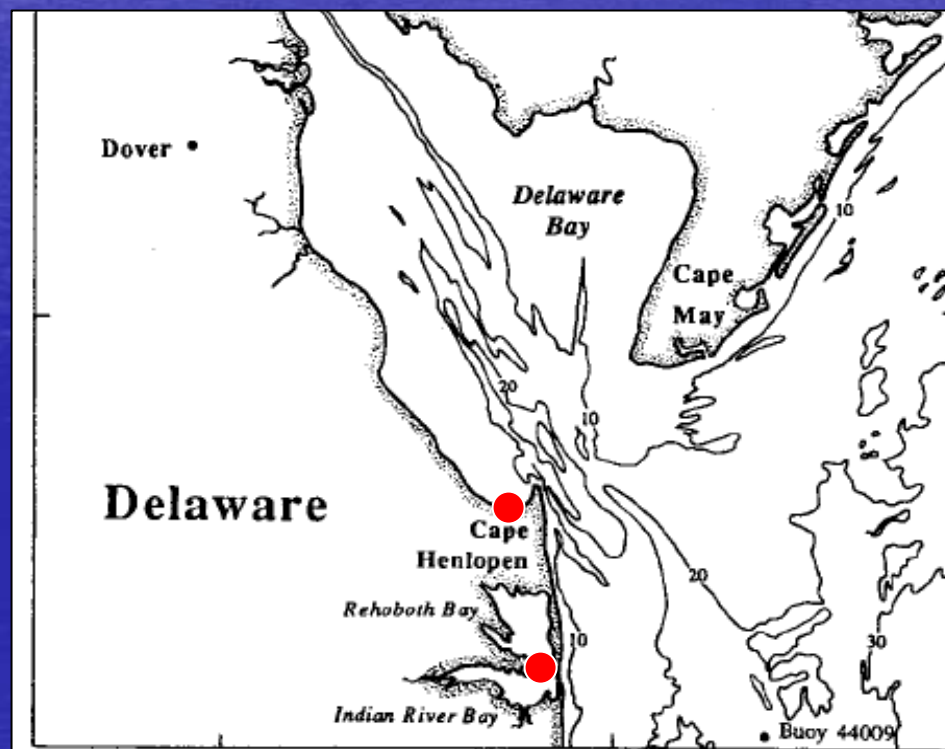 Dover
Delaware
Bay
10
Cape
May
20
10
Delaware
Cape
Henlopen
20
Rehoboth Bay
10
30
Indian River Bay
Buoy 44009